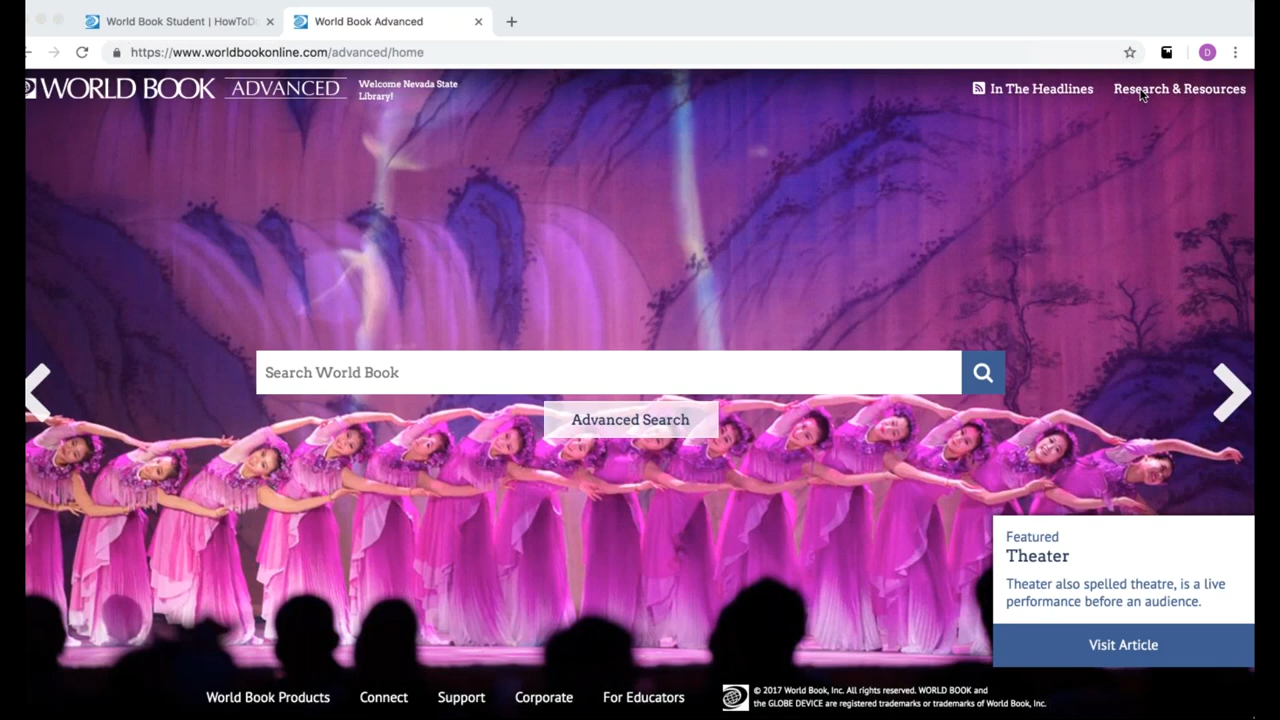 World Book Student | HowToDo
World Book Advanced
https://www.worldbookonline.com/advanced/home
D
WORLD BOOK ADVANCED
Welcome Nevada State
Library!
In The Headlines
Research & Resources
Search World Book
Advanced Search
Featured
Theater
Theater also spelled theatre, is a live
performance before an audience.
Visit Article
World Book Products Connect Support Corporate For Educators
© 2017 World Book, Inc. All rights reserved. WORLD BOOK and
the GLOBE DEVICE are registered trademarks or trademarks of World Book, Inc.